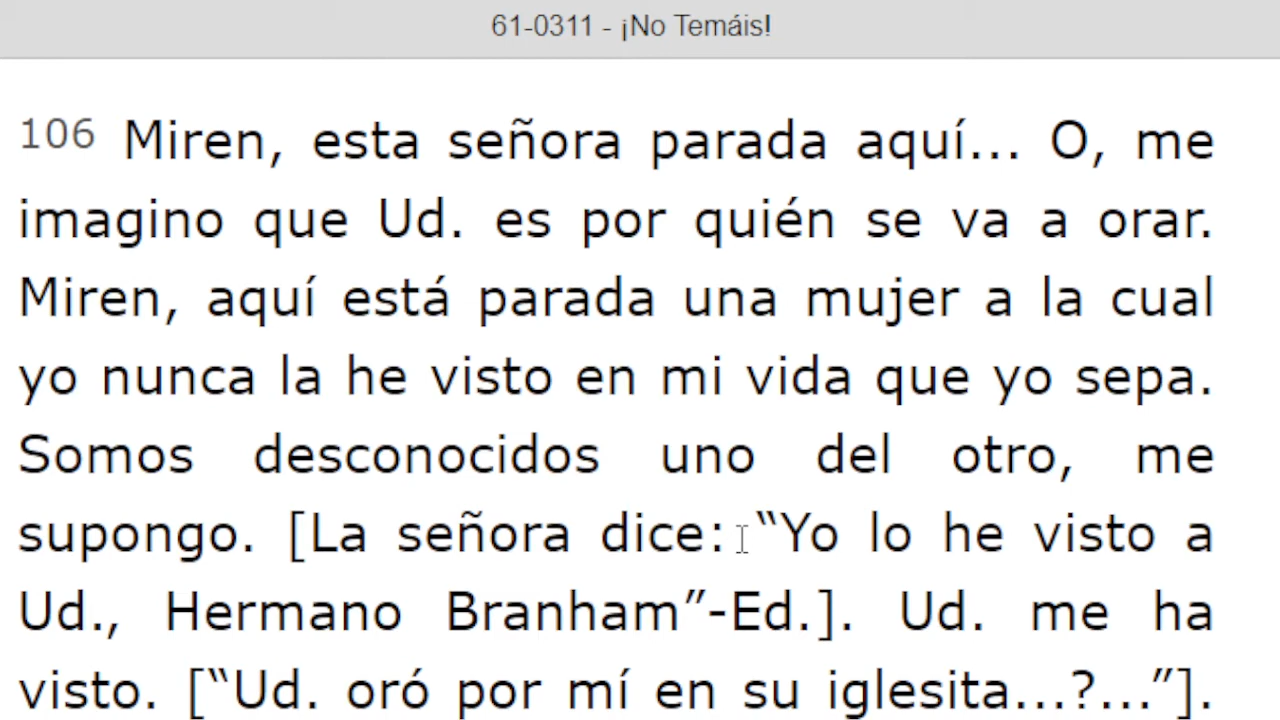 61-0311 - ¡No Temáis!
106 Miren, esta señora parada aquí... O, me
imagino que Ud. es por quién se va a orar.
Miren, aquí está parada una mujer a la cual
yo nunca la he visto en mi vida que yo sepa.
Somos desconocidos uno del otro, me
supongo. [La señora dice: “Yo lo he visto a
Ud., Hermano Branham”-Ed.]. Ud. me ha
visto. [“Ud. oró por mí en su iglesita...?...”].